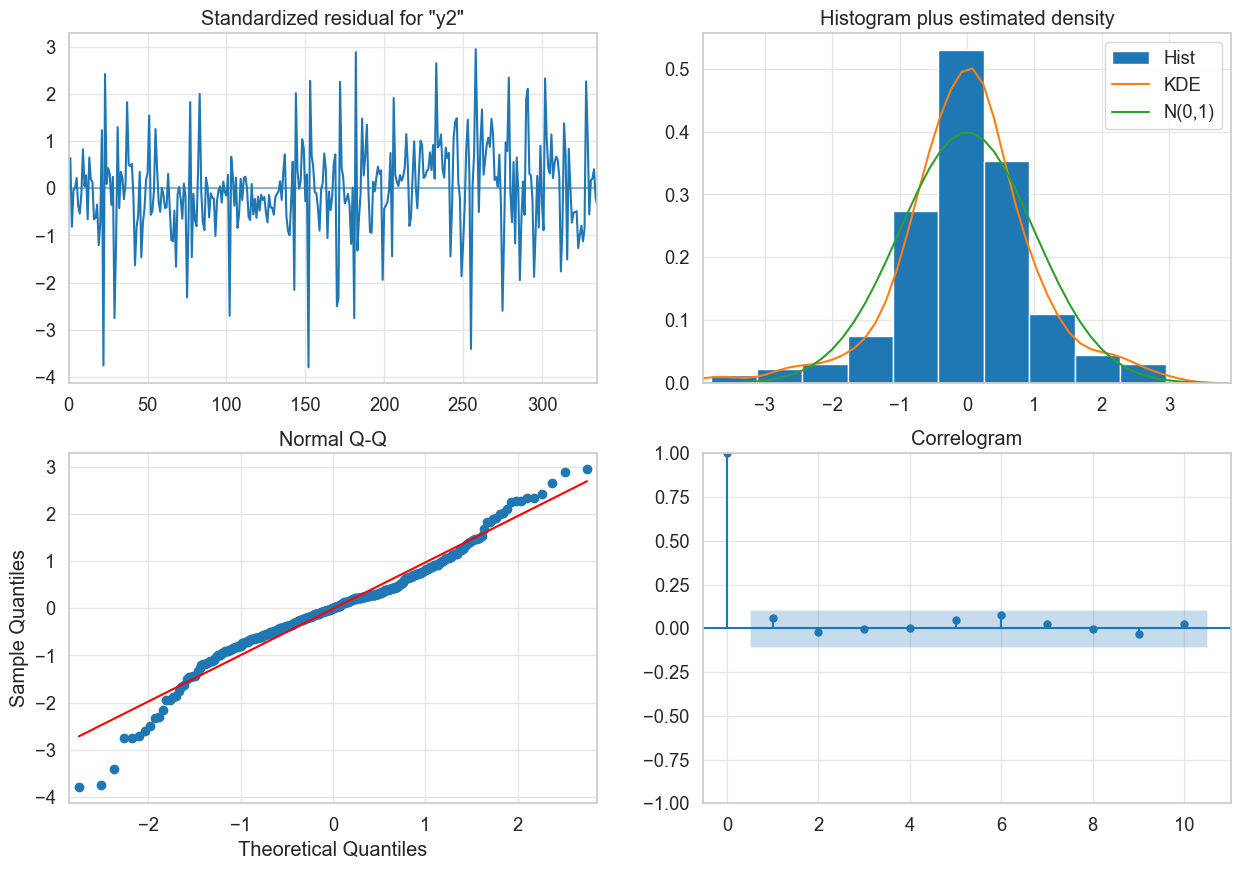 Standardized residual for "y2"
3
2
1
0
−1
−2
−3
−4
0 50 100 150 200 250 300
Histogram plus estimated density
Hist
KDE
N(0,1)
0.5
0.4
0.3
0.2
0.1
0.0
−3 −2 −1 0 1 2 3
Normal Q-Q
Sample Quantiles
3
2
1
0
−1
−2
−3
−4
−2 −1 0 1 2
Theoretical Quantiles
Correlogram
1.00
0.75
0.50
0.25
0.00
−0.25
−0.50
−0.75
−1.00
0 2 4 6 8 10